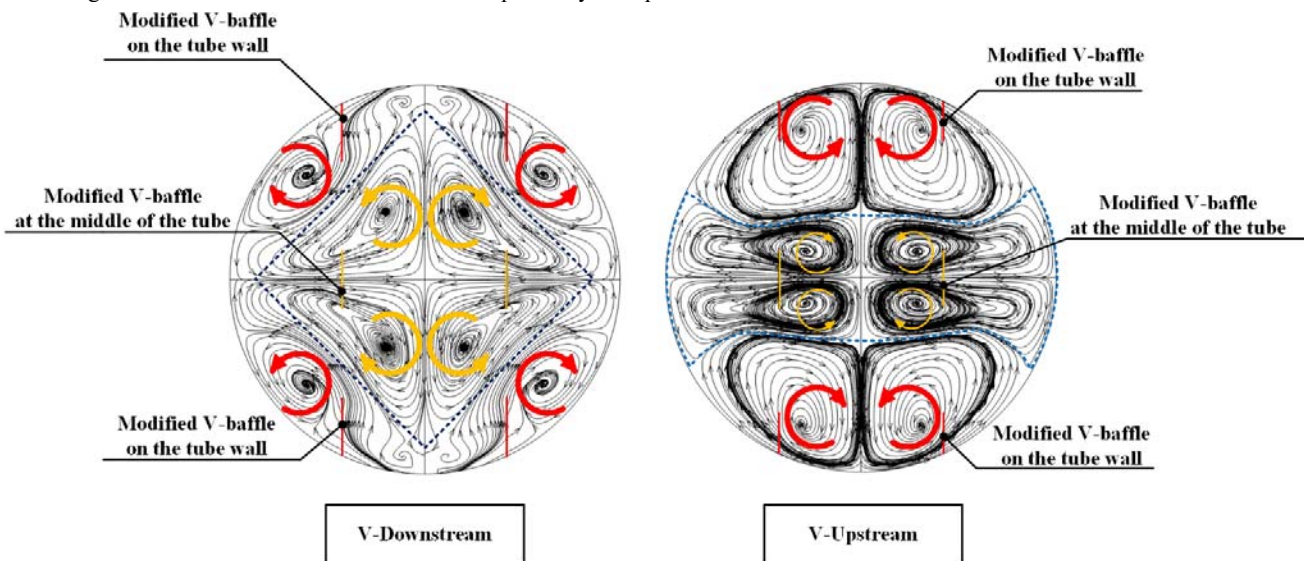 Modified V-baffle
on the tube wall
Modified V-baffle
at the middle of the tube
Modified V-baffle
on the tube wall
V-Downstream
Modified V-baffle
on the tube wall
Modified V-baffle
at the middle of the tube
Modified V-baffle
on the tube wall
V-Upstream